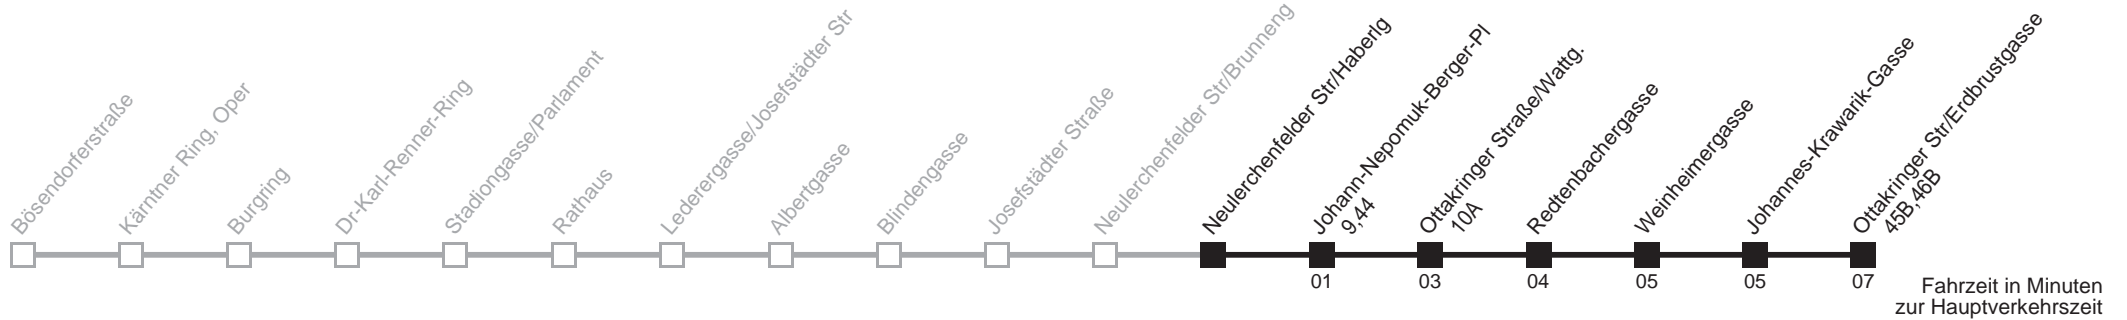 Bösendorferstraße
Kärntner Ring, Oper
Burgring
Dr-Karl-Renner-Ring
Stadiongasse/Parlament
Rathaus
Lederergasse/Josefstädter Str
Albertgasse
Blindengasse
Josefstädter Straße
Neulerchenfelder Str/Brunneng
Neulerchenfelder Str/Haberlg
Johann-Nepomuk-Berger-Pl
9,44
Ottakringer Straße/Wattg.
10A
Redtenbachergasse
Weinheimergasse
Johannes-Krawarik-Gasse
Ottakringer Str/Erdbrustgasse
45B,46B
01
03
04
05
05
07
Fahrzeit in Minuten
zur Hauptverkehrszeit